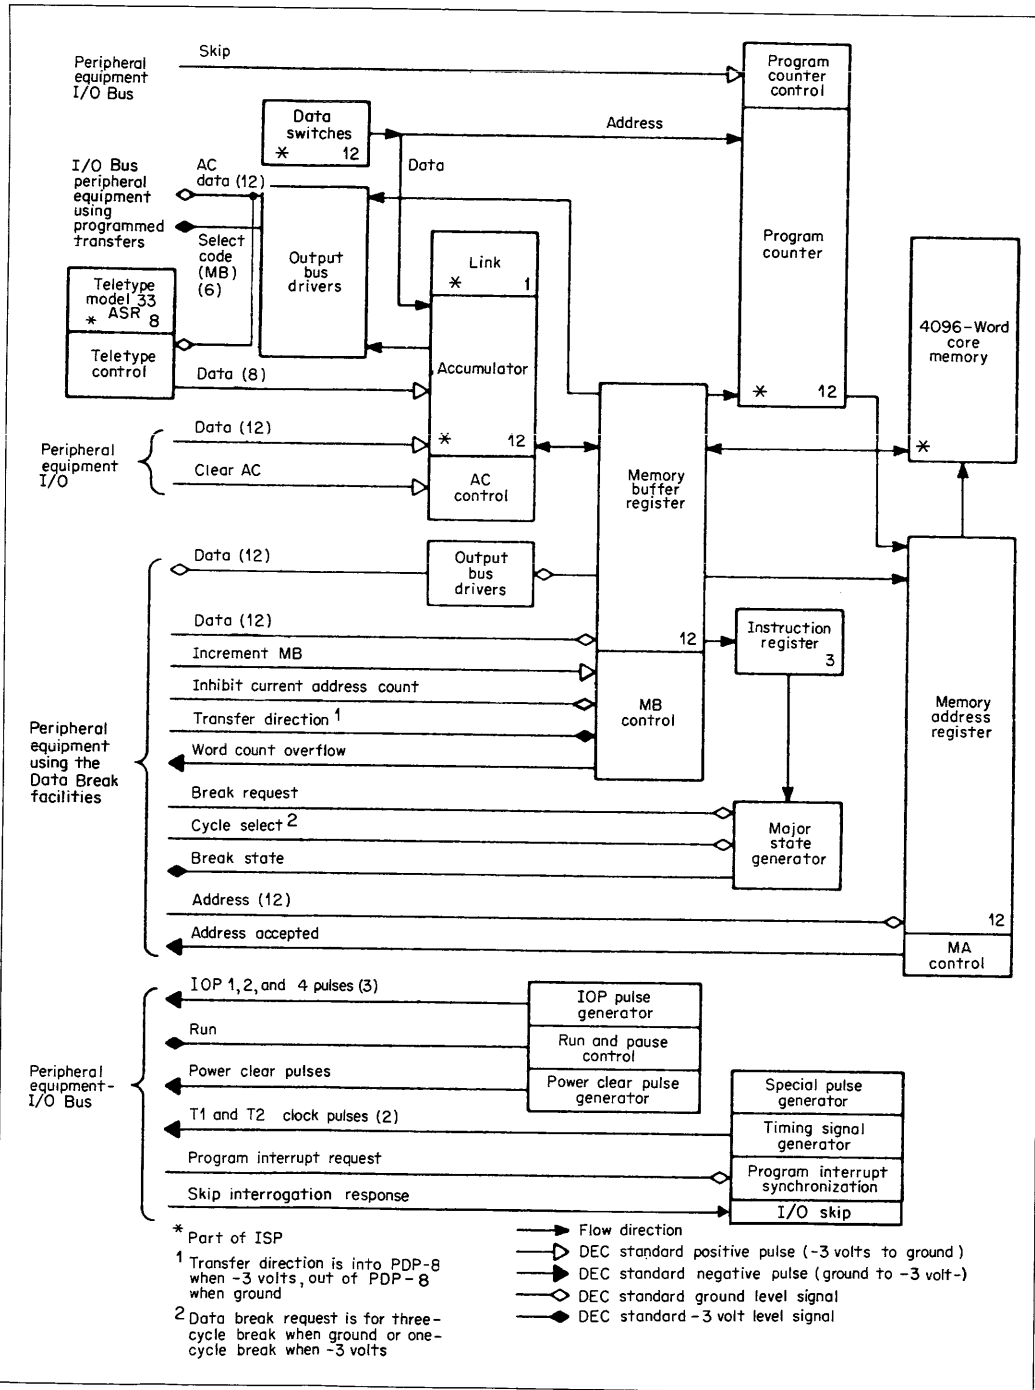 Skip
Peripheral
equipment
I/O Bus
Program
counter
control
Data
switches
* 12
Address
Data
I/O Bus
peripheral
equipment
using
programmed
transfers
AC
data (12)
Select
code
(MB)
(6)
Output
bus
drivers
Link
* 1
Program
counter
* 12
Teletype
model 33
* ASR 8
Teletype
control
Data (8)
Accumulator
* 12
AC
control
4096-Word
core
memory
*
Peripheral
equipment
I/O
Data (12)
Clear AC
Memory
buffer
register
12
Data (12)
Output
bus
drivers
Data (12)
Increment MB
Inhibit current address count
Transfer direction 1
Word count overflow
MB
control
Instruction
register
3
Memory
address
register
12
Peripheral
equipment
using the
Data Break
facilities
Break request
Cycle select 2
Break state
Major
state
generator
Address (12)
Address accepted
MA
control
IOP 1,2,and 4 pulses (3)
IOP pulse
generator
Run
Run and pause
control
Peripheral
equipment-
I/O Bus
Power clear pulses
Power clear pulse
generator
Special pulse
generator
T1 and T2 clock pulses (2)
Timing signal
generator
Program interrupt request
Program interrupt
synchronization
Skip interrogation response
I/O skip
* Part of ISP
1 Transfer direction is into PDP-8
when -3 volts, out of PDP-8
when ground
2 Data break request is for three-
cycle break when ground or one-
cycle break when -3 volts
Flow direction
DEC standard positive pulse (-3 volts to ground)
DEC standard negative pulse (ground to -3 volt-)
DEC standard ground level signal
DEC standard -3 volt level signal